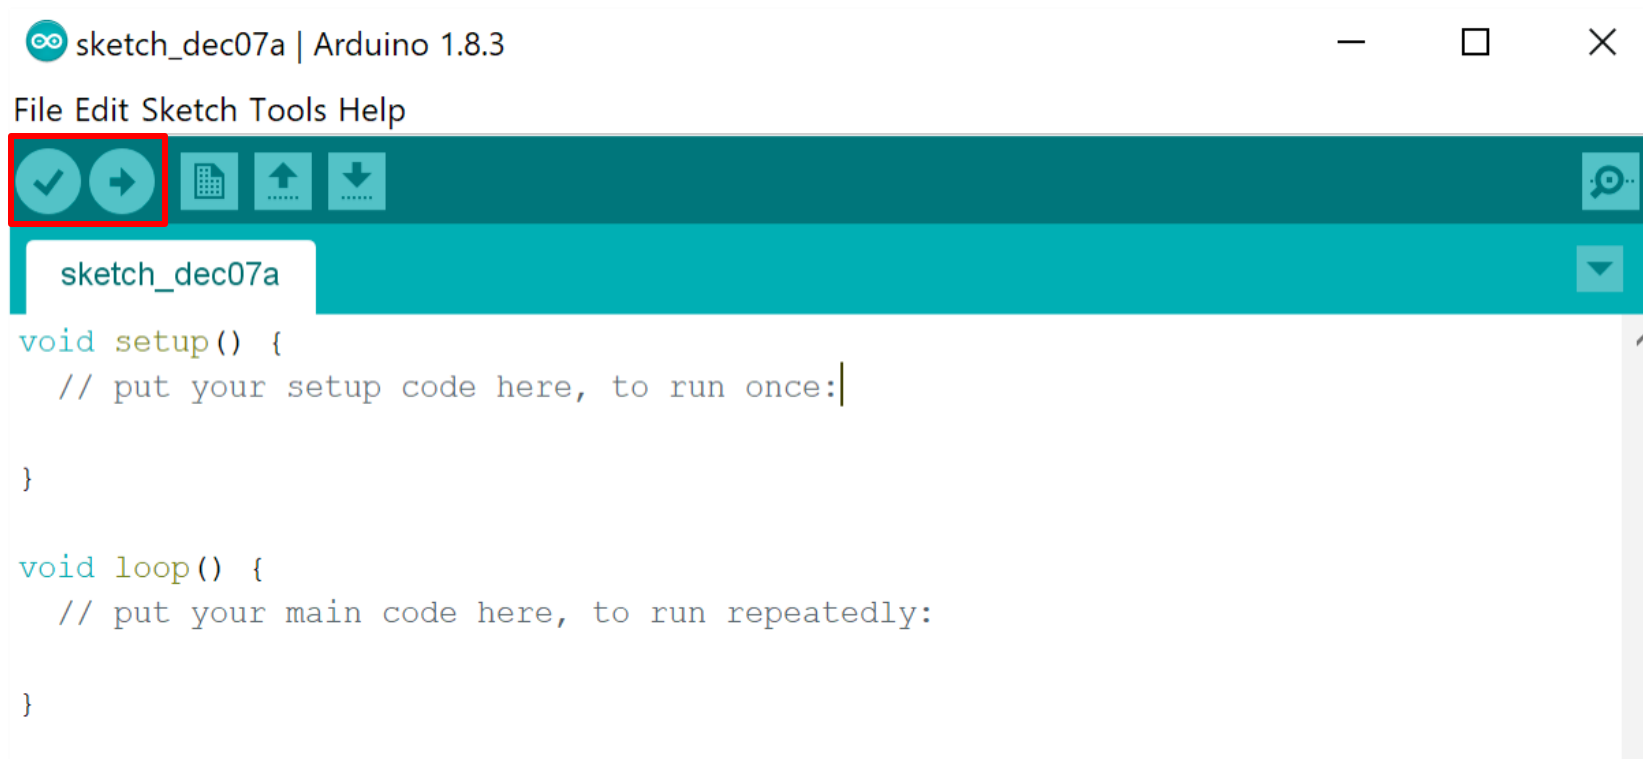 sketch_dec07a | Arduino 1.8.3
File Edit Sketch Tools Help
sketch_dec07a
void setup() {
  // put your setup code here, to run once:
}
void loop() {
  // put your main code here, to run repeatedly:
}